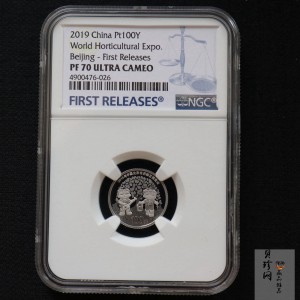 2019 China Pt100Y
World Horticultural Expo.
Beijing - First Releases
PF 70 ULTRA CAMEO
4900476-026
FIRST RELEASES
NGC